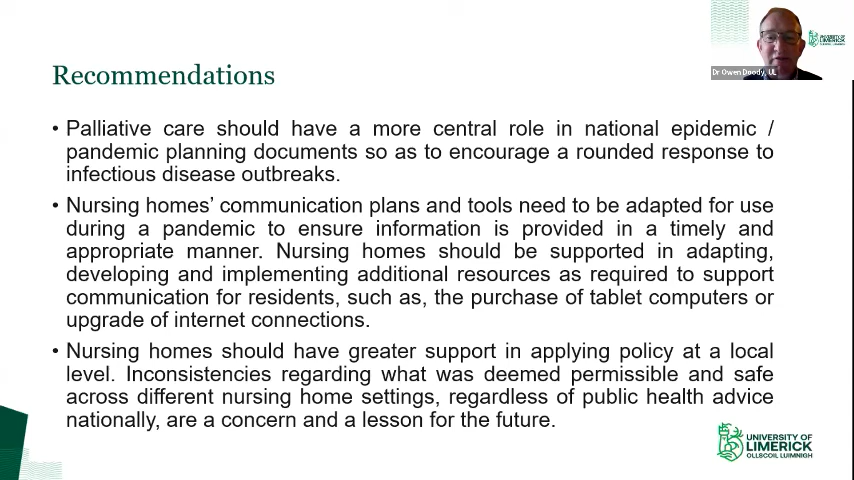 UNIVERSITY OF
LIMERICK
OLLSCOIL LUIMNIGH
Dr Owen Doody, UL
Recommendations
• Palliative care should have a more central role in national epidemic /
pandemic planning documents so as to encourage a rounded response to
infectious disease outbreaks.
• Nursing homes’ communication plans and tools need to be adapted for use
during a pandemic to ensure information is provided in a timely and
appropriate manner. Nursing homes should be supported in adapting,
developing and implementing additional resources as required to support
communication for residents, such as, the purchase of tablet computers or
upgrade of internet connections.
• Nursing homes should have greater support in applying policy at a local
level. Inconsistencies regarding what was deemed permissible and safe
across different nursing home settings, regardless of public health advice
nationally, are a concern and a lesson for the future.
UNIVERSITY OF
LIMERICK
OLLSCOIL LUIMNIGH